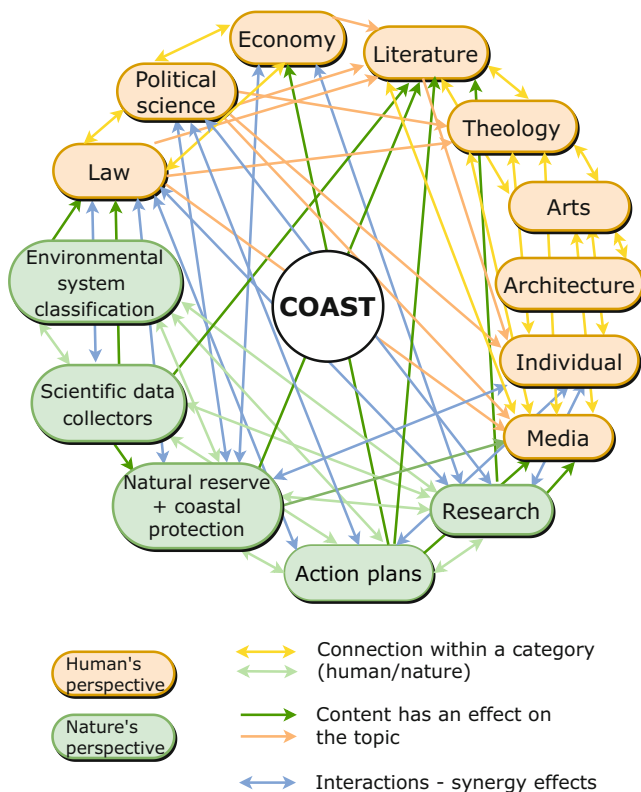 Economy
Literature
Political
science
Theology
Law
Arts
Environmental
system
classification
Architecture
COAST
Individual
Scientific data
collectors
Media
Natural reserve
+ coastal
protection
Research
Action plans
Human's
perspective
Connection within a category
(human/nature)
Nature's
perspective
Content has an effect on
the topic
Interactions - synergy effects